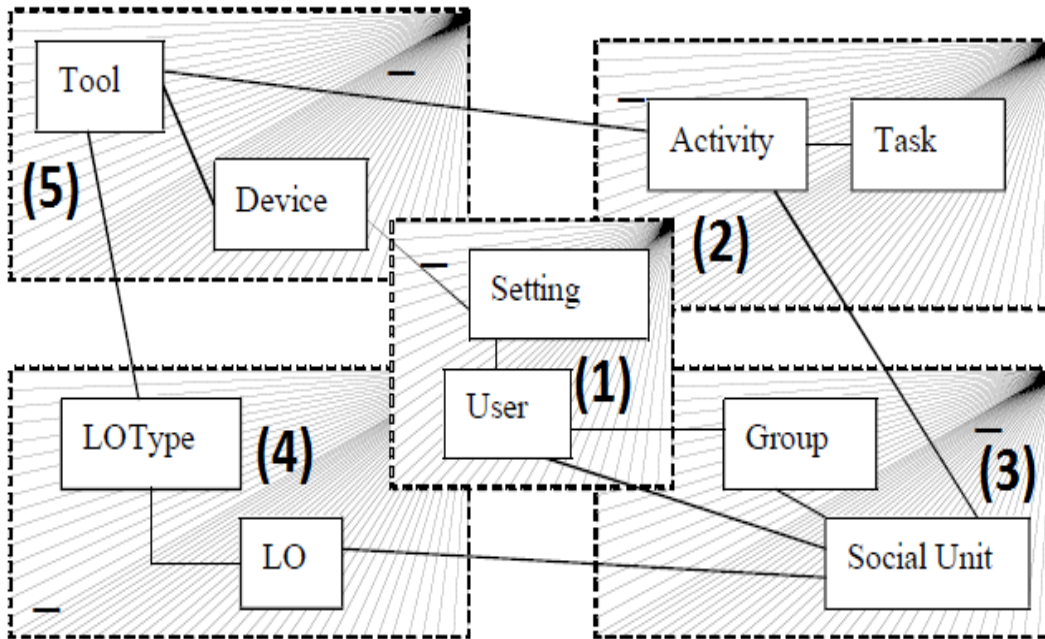 Tool
(5)
Device
Activity
Task
(2)
Setting
User
(1)
LOType
(4)
LO
Group
(3)
Social Unit